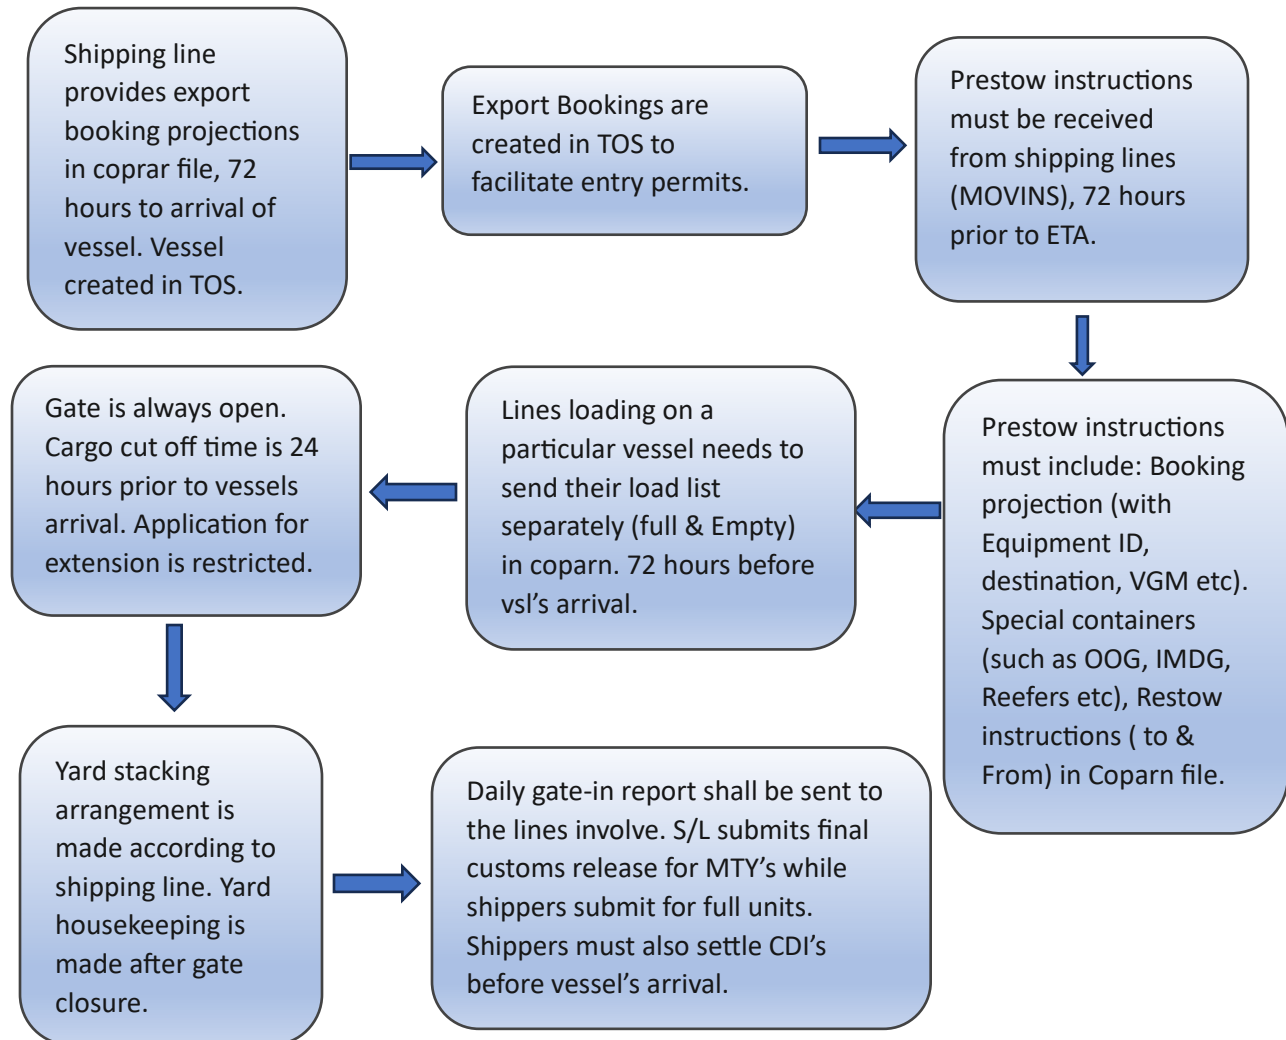 Shipping line
provides export
booking projections
in coprar file, 72
hours to arrival of
vessel. Vessel
created in TOS.
Export Bookings are
created in TOS to
facilitate entry permits.
Prestow instructions
must be received
from shipping lines
(MOVINS), 72 hours
prior to ETA.
Prestow instructions
must include: Booking
projection (with
Equipment ID,
destination, VGM etc).
Special containers
(such as OOG, IMDG,
Reefers etc), Restow
instructions ( to &
From) in Coparn file.
Lines loading on a
particular vessel needs to
send their load list
separately (full & Empty)
in coparn. 72 hours before
vsl's arrival.
Gate is always open.
Cargo cut off time is 24
hours prior to vessels
arrival. Application for
extension is restricted.
Yard stacking
arrangement is
made according to
shipping line. Yard
housekeeping is
made after gate
closure.
Daily gate-in report shall be sent to
the lines involve. S/L submits final
customs release for MTY's while
shippers submit for full units.
Shippers must also settle CDI's
before vessel's arrival.